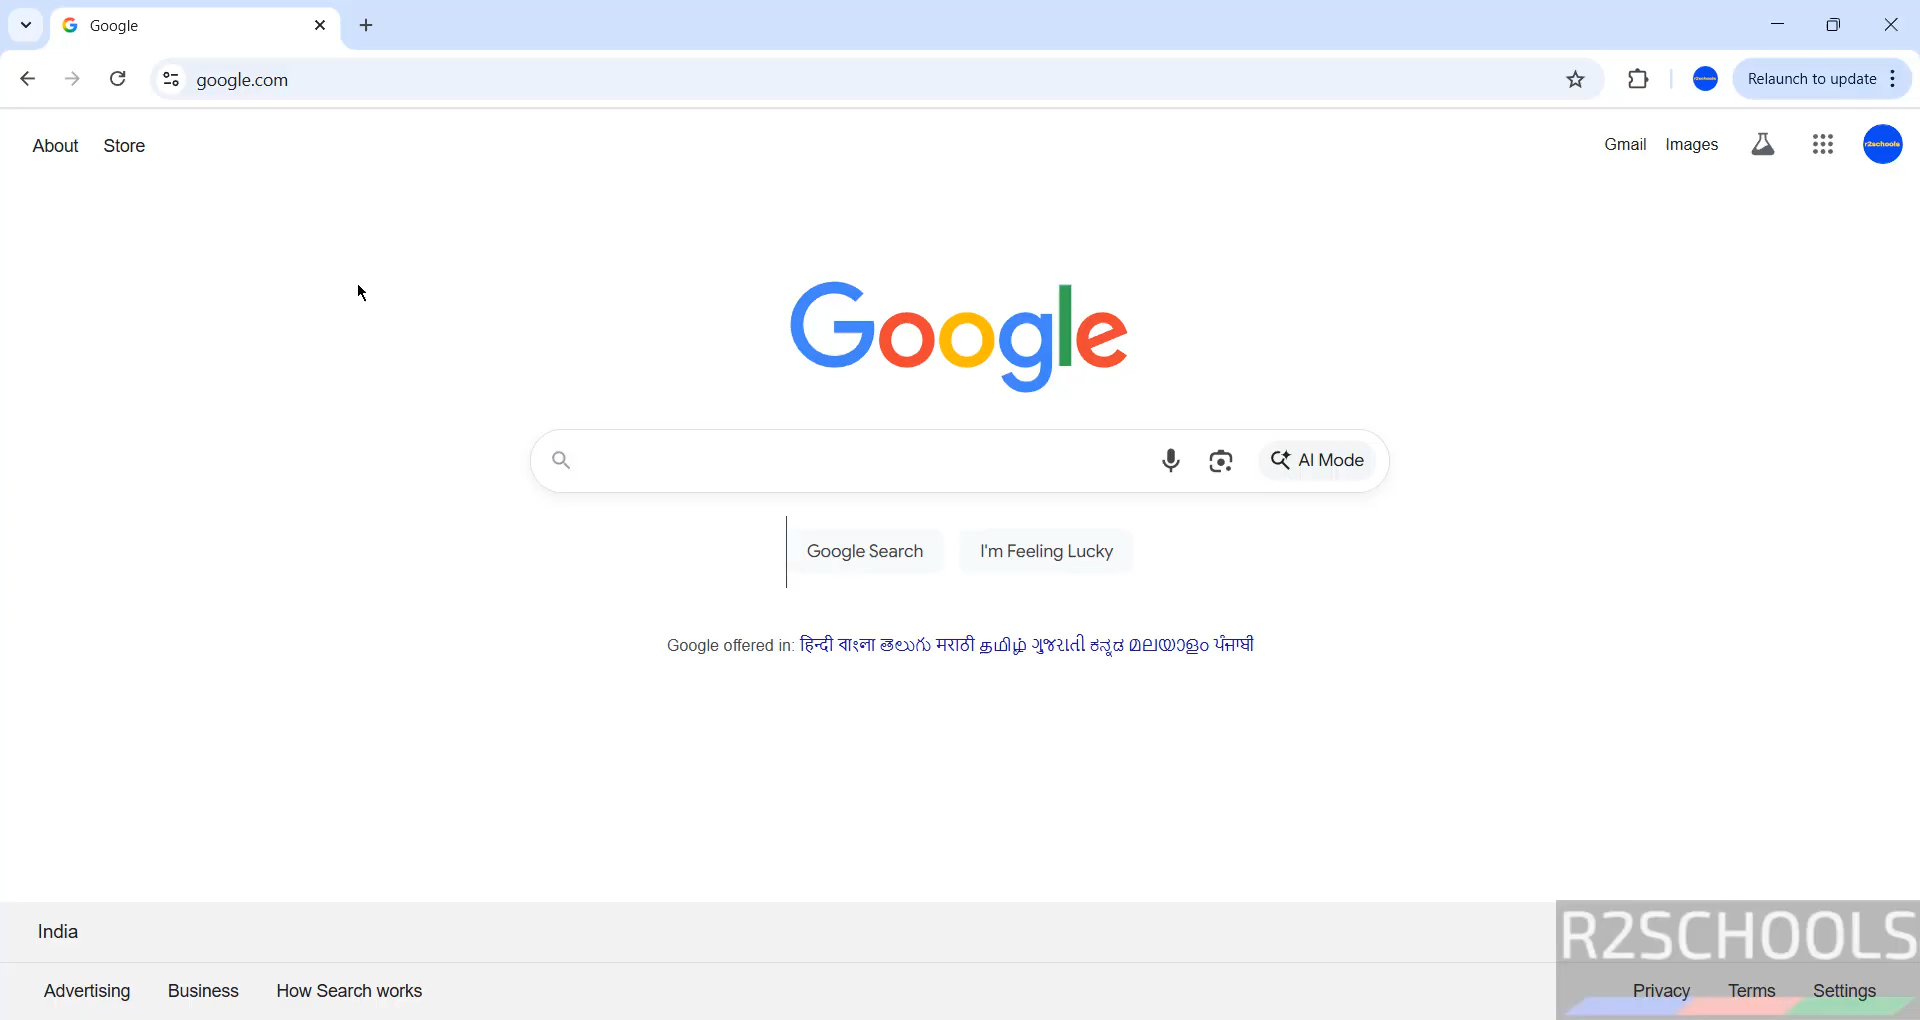 Google
google.com
Relaunch to update
About Store
Gmail Images
r2schools
Google
AI Mode
Google Search I'm Feeling Lucky
Google offered in: हिन्दी বাংলা తెలుగు मराठी தமிழ் ગુજરાતી ಕನ್ನಡ മലയാളം ਪੰਜਾਬੀ
India
R2SCHOOLS
Advertising Business How Search works
Privacy Terms Settings